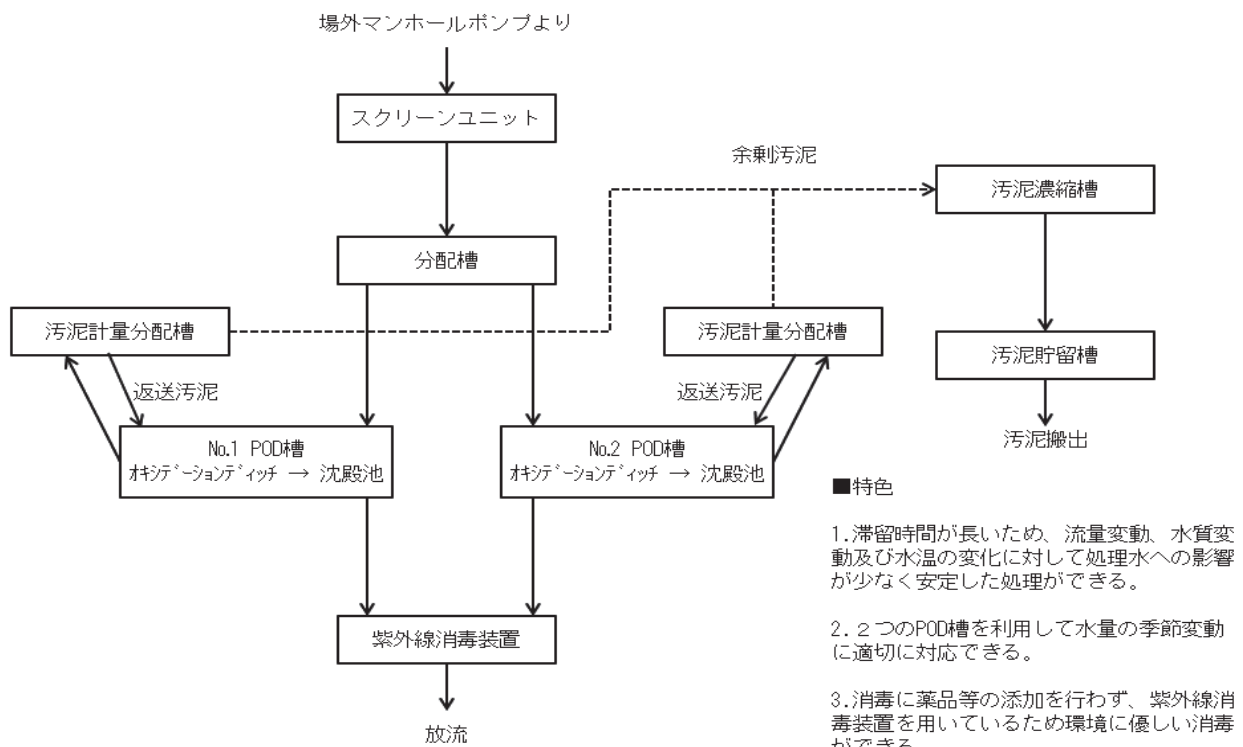 場外マンホールポンプより
スクリーンユニット
余剰汚泥
汚泥濃縮槽
分配槽
汚泥計量分配槽
汚泥計量分配槽
汚泥貯留槽
返送汚泥
返送汚泥
汚泥搬出
No.1 POD槽
オキシデーションディッチ → 沈殿池
No.2 POD槽
オキシデーションディッチ → 沈殿池
紫外線消毒装置
放流
■特色
1.滞留時間が長いため、流量変動、水質変
動及び水温の変化に対して処理水への影響
が少なく安定した処理ができる。
2.２つのPOD槽を利用して水量の季節変動
に適切に対応できる。
3.消毒に薬品等の添加を行わず、紫外線消
毒装置を用いているため環境に優しい消毒
ができる